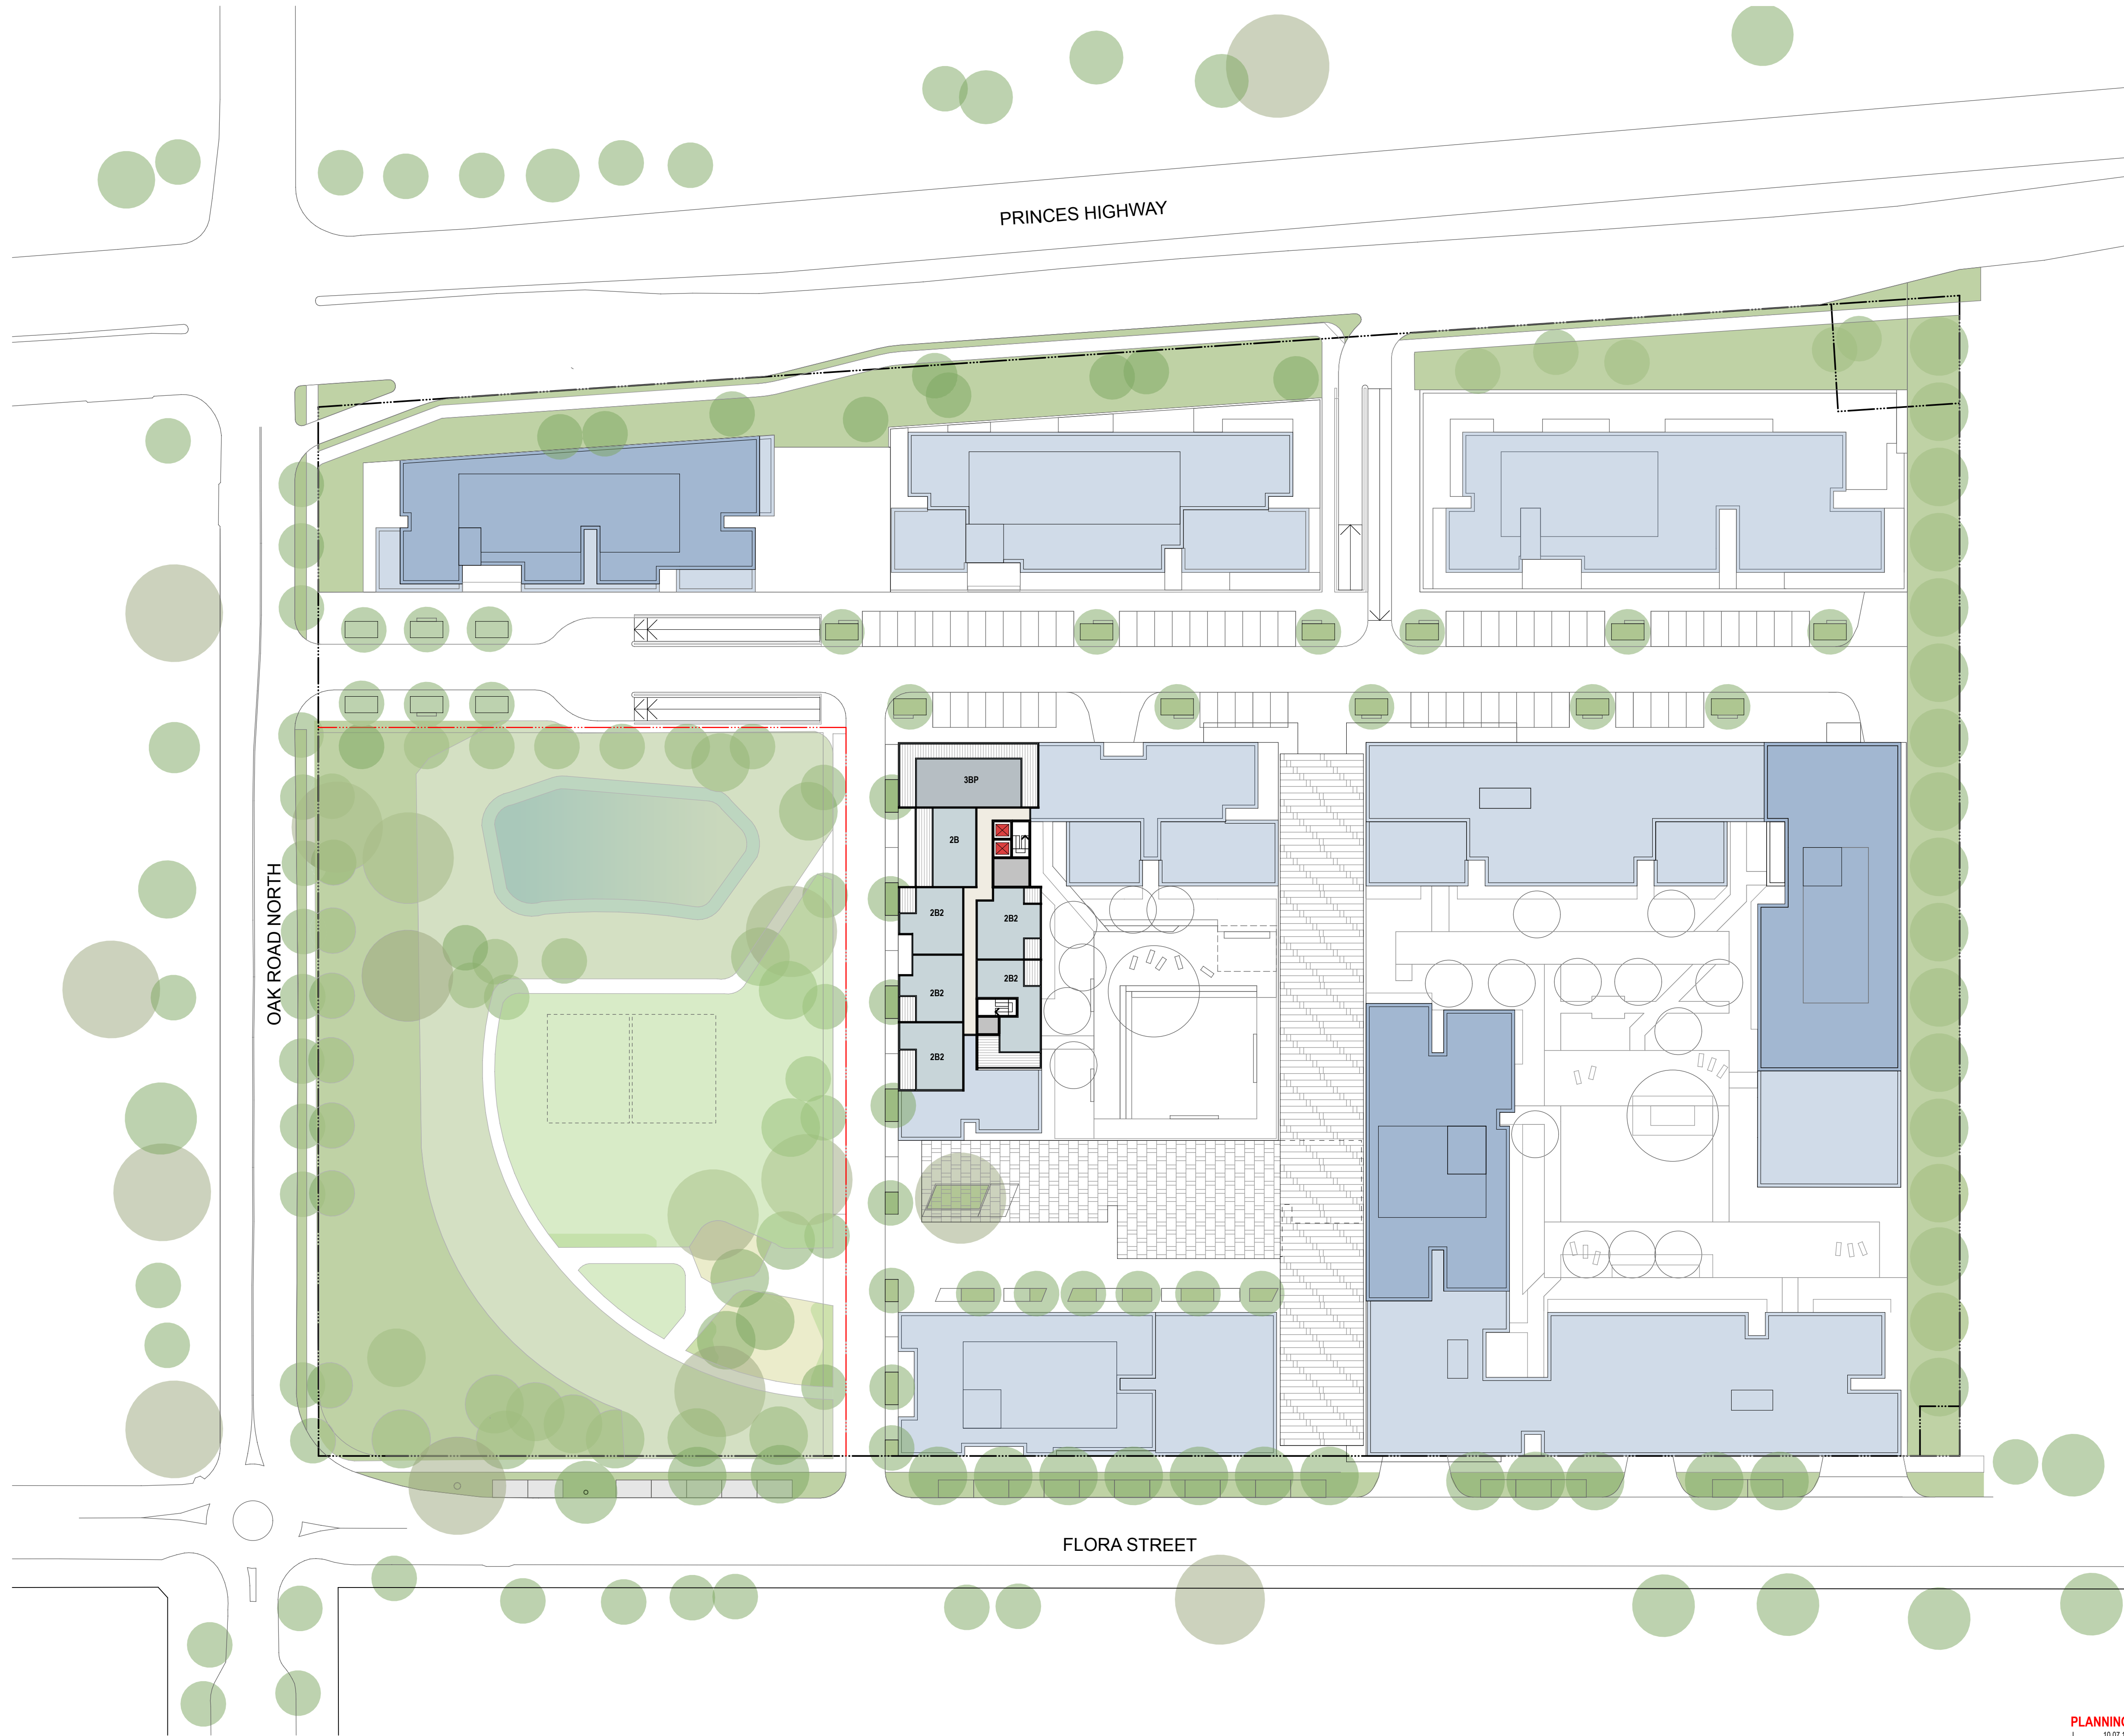 PRINCES HIGHWAY
3BP
2B
2B2
2B2
2B2
2B2
2B2
OAK ROAD NORTH
FLORA STREET
PLANNING